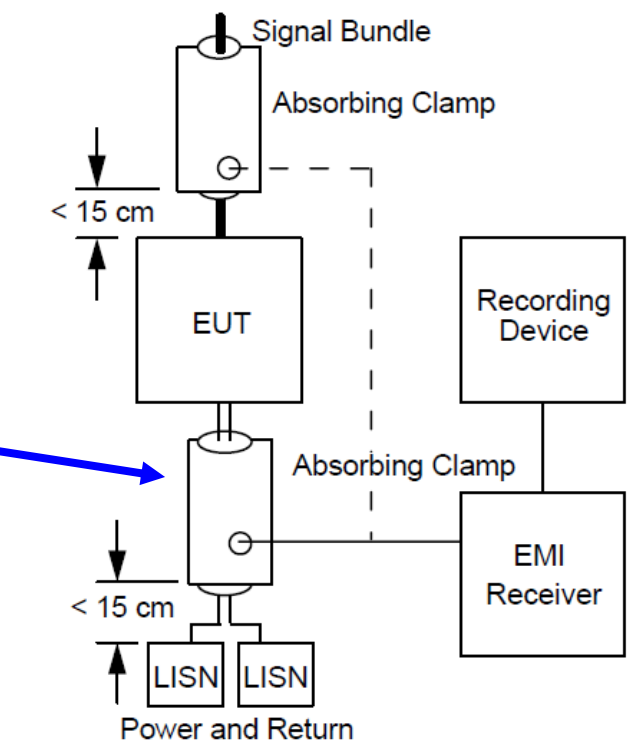 Signal Bundle
Absorbing Clamp
< 15 cm
EUT
Recording
Device
Absorbing Clamp
EMI
Receiver
< 15 cm
LISN
LISN
Power and Return